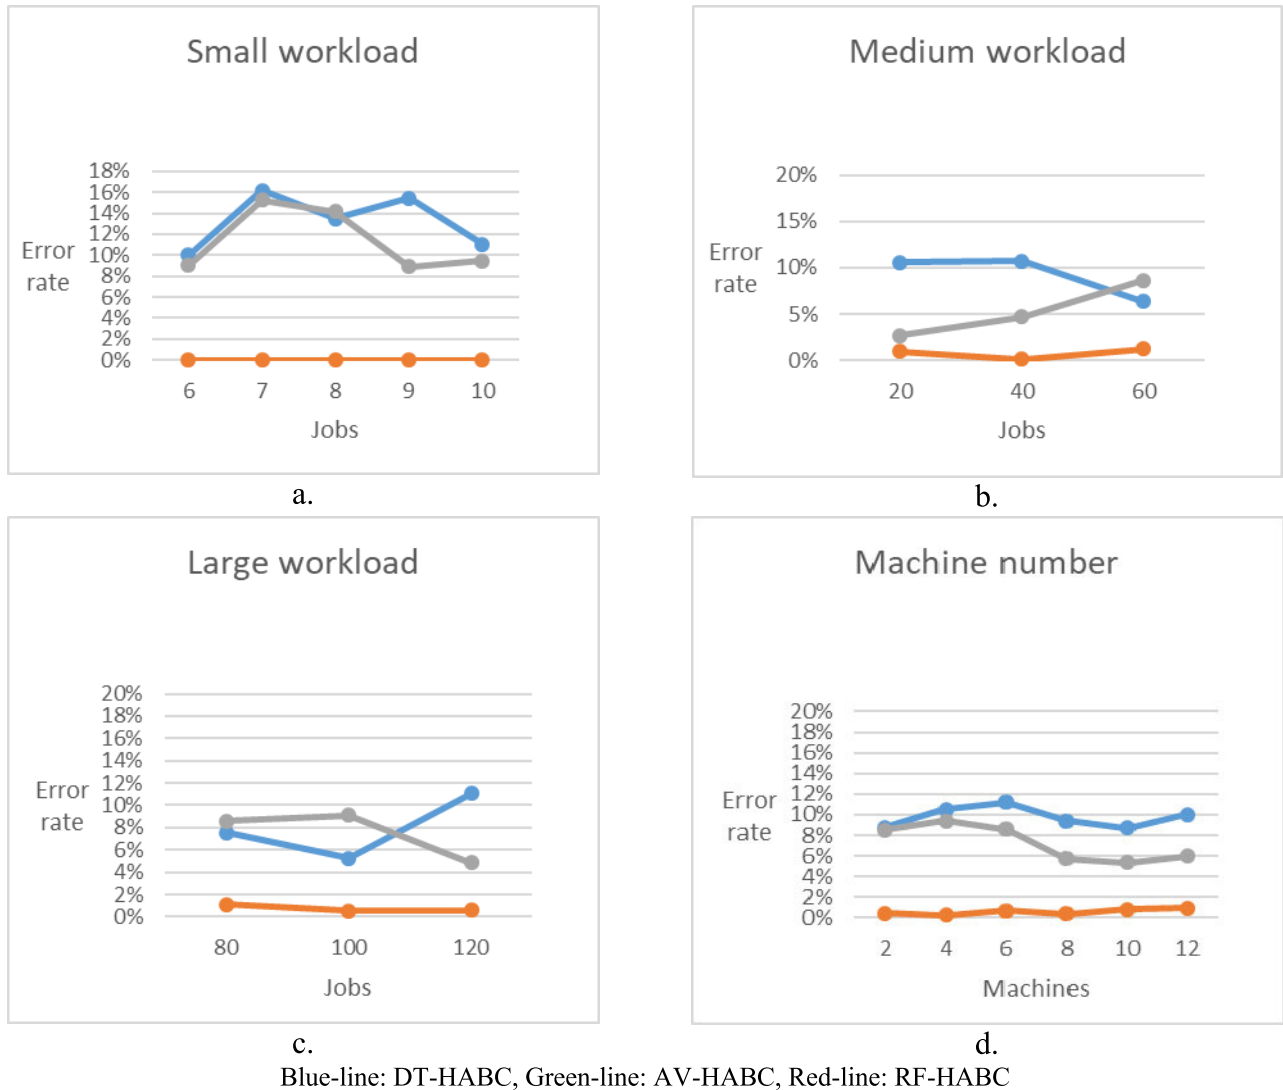 Small workload
18%
16%
14%
12%
10%
8%
6%
4%
2%
0%
Error
rate
6 7 8 9 10
Jobs
a.
Medium workload
20%
15%
10%
5%
0%
Error
rate
20 40 60
Jobs
b.
Large workload
20%
18%
16%
14%
12%
10%
8%
6%
4%
2%
0%
Error
rate
80 100 120
Jobs
c.
Machine number
20%
18%
16%
14%
12%
10%
8%
6%
4%
2%
0%
Error
rate
2 4 6 8 10 12
Machines
d.
Blue-line: DT-HABC, Green-line: AV-HABC, Red-line: RF-HABC